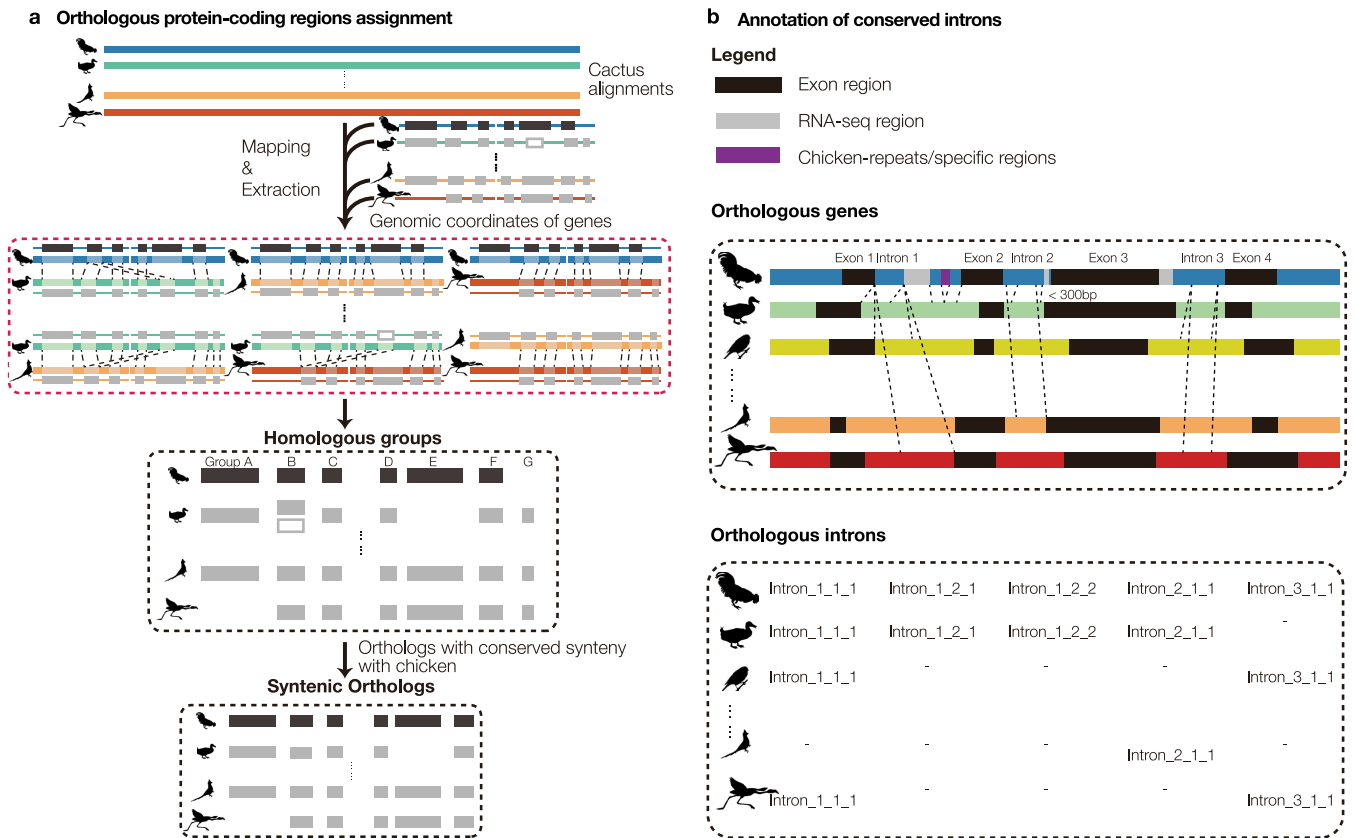 a Orthologous protein-coding regions assignment
Cactus
alignments
Mapping
&
Extraction
Genomic coordinates of genes
Homologous groups
Group A B C D E F G
Orthologs with conserved synteny
with chicken
Syntenic Orthologs
b Annotation of conserved introns
Legend
Exon region
RNA-seq region
Chicken-repeats/specific regions
Orthologous genes
Exon 1 Intron 1 Exon 2 Intron 2 Exon 3 Intron 3 Exon 4
< 300bp
Orthologous introns
Intron_1_1_1 Intron_1_2_1 Intron_1_2_2 Intron_2_1_1 Intron_3_1_1
Intron_1_1_1 Intron_1_2_1 Intron_1_2_2 Intron_2_1_1 -
Intron_1_1_1 - - - Intron_3_1_1
- - - Intron_2_1_1 -
Intron_1_1_1 - - - Intron_3_1_1